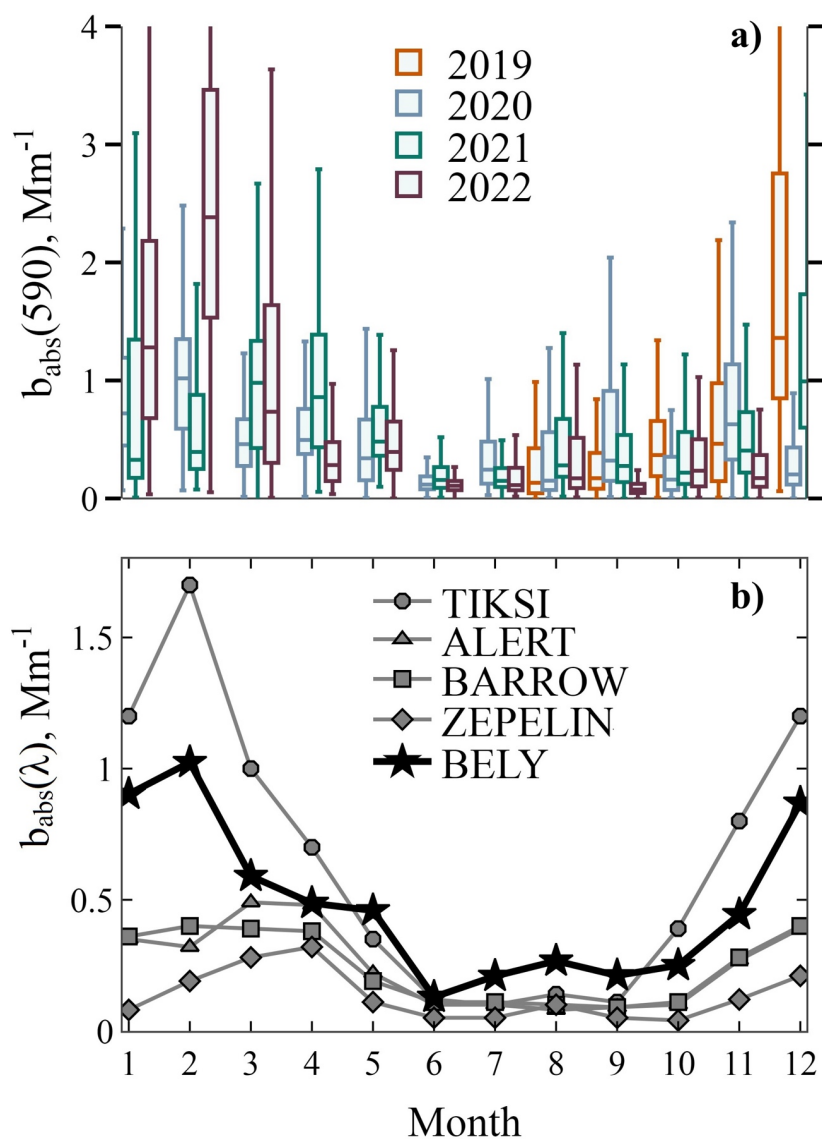 a)
4
3
2
1
0
b_abs(590), Mm⁻¹
2019
2020
2021
2022
b)
1.5
1
0.5
0
b_abs(λ), Mm⁻¹
TIKSI
ALERT
BARROW
ZEPELIN
BELY
1 2 3 4 5 6 7 8 9 10 11 12
Month